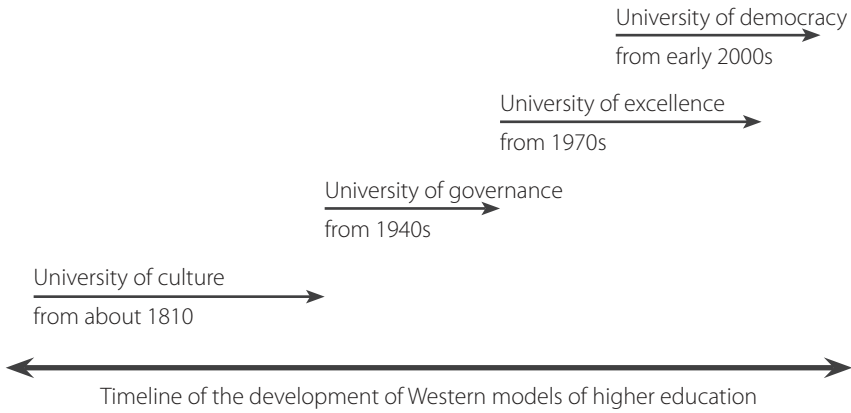 University of democracy
from early 2000s
University of excellence
from 1970s
University of governance
from 1940s
University of culture
from about 1810
Timeline of the development of Western models of higher education